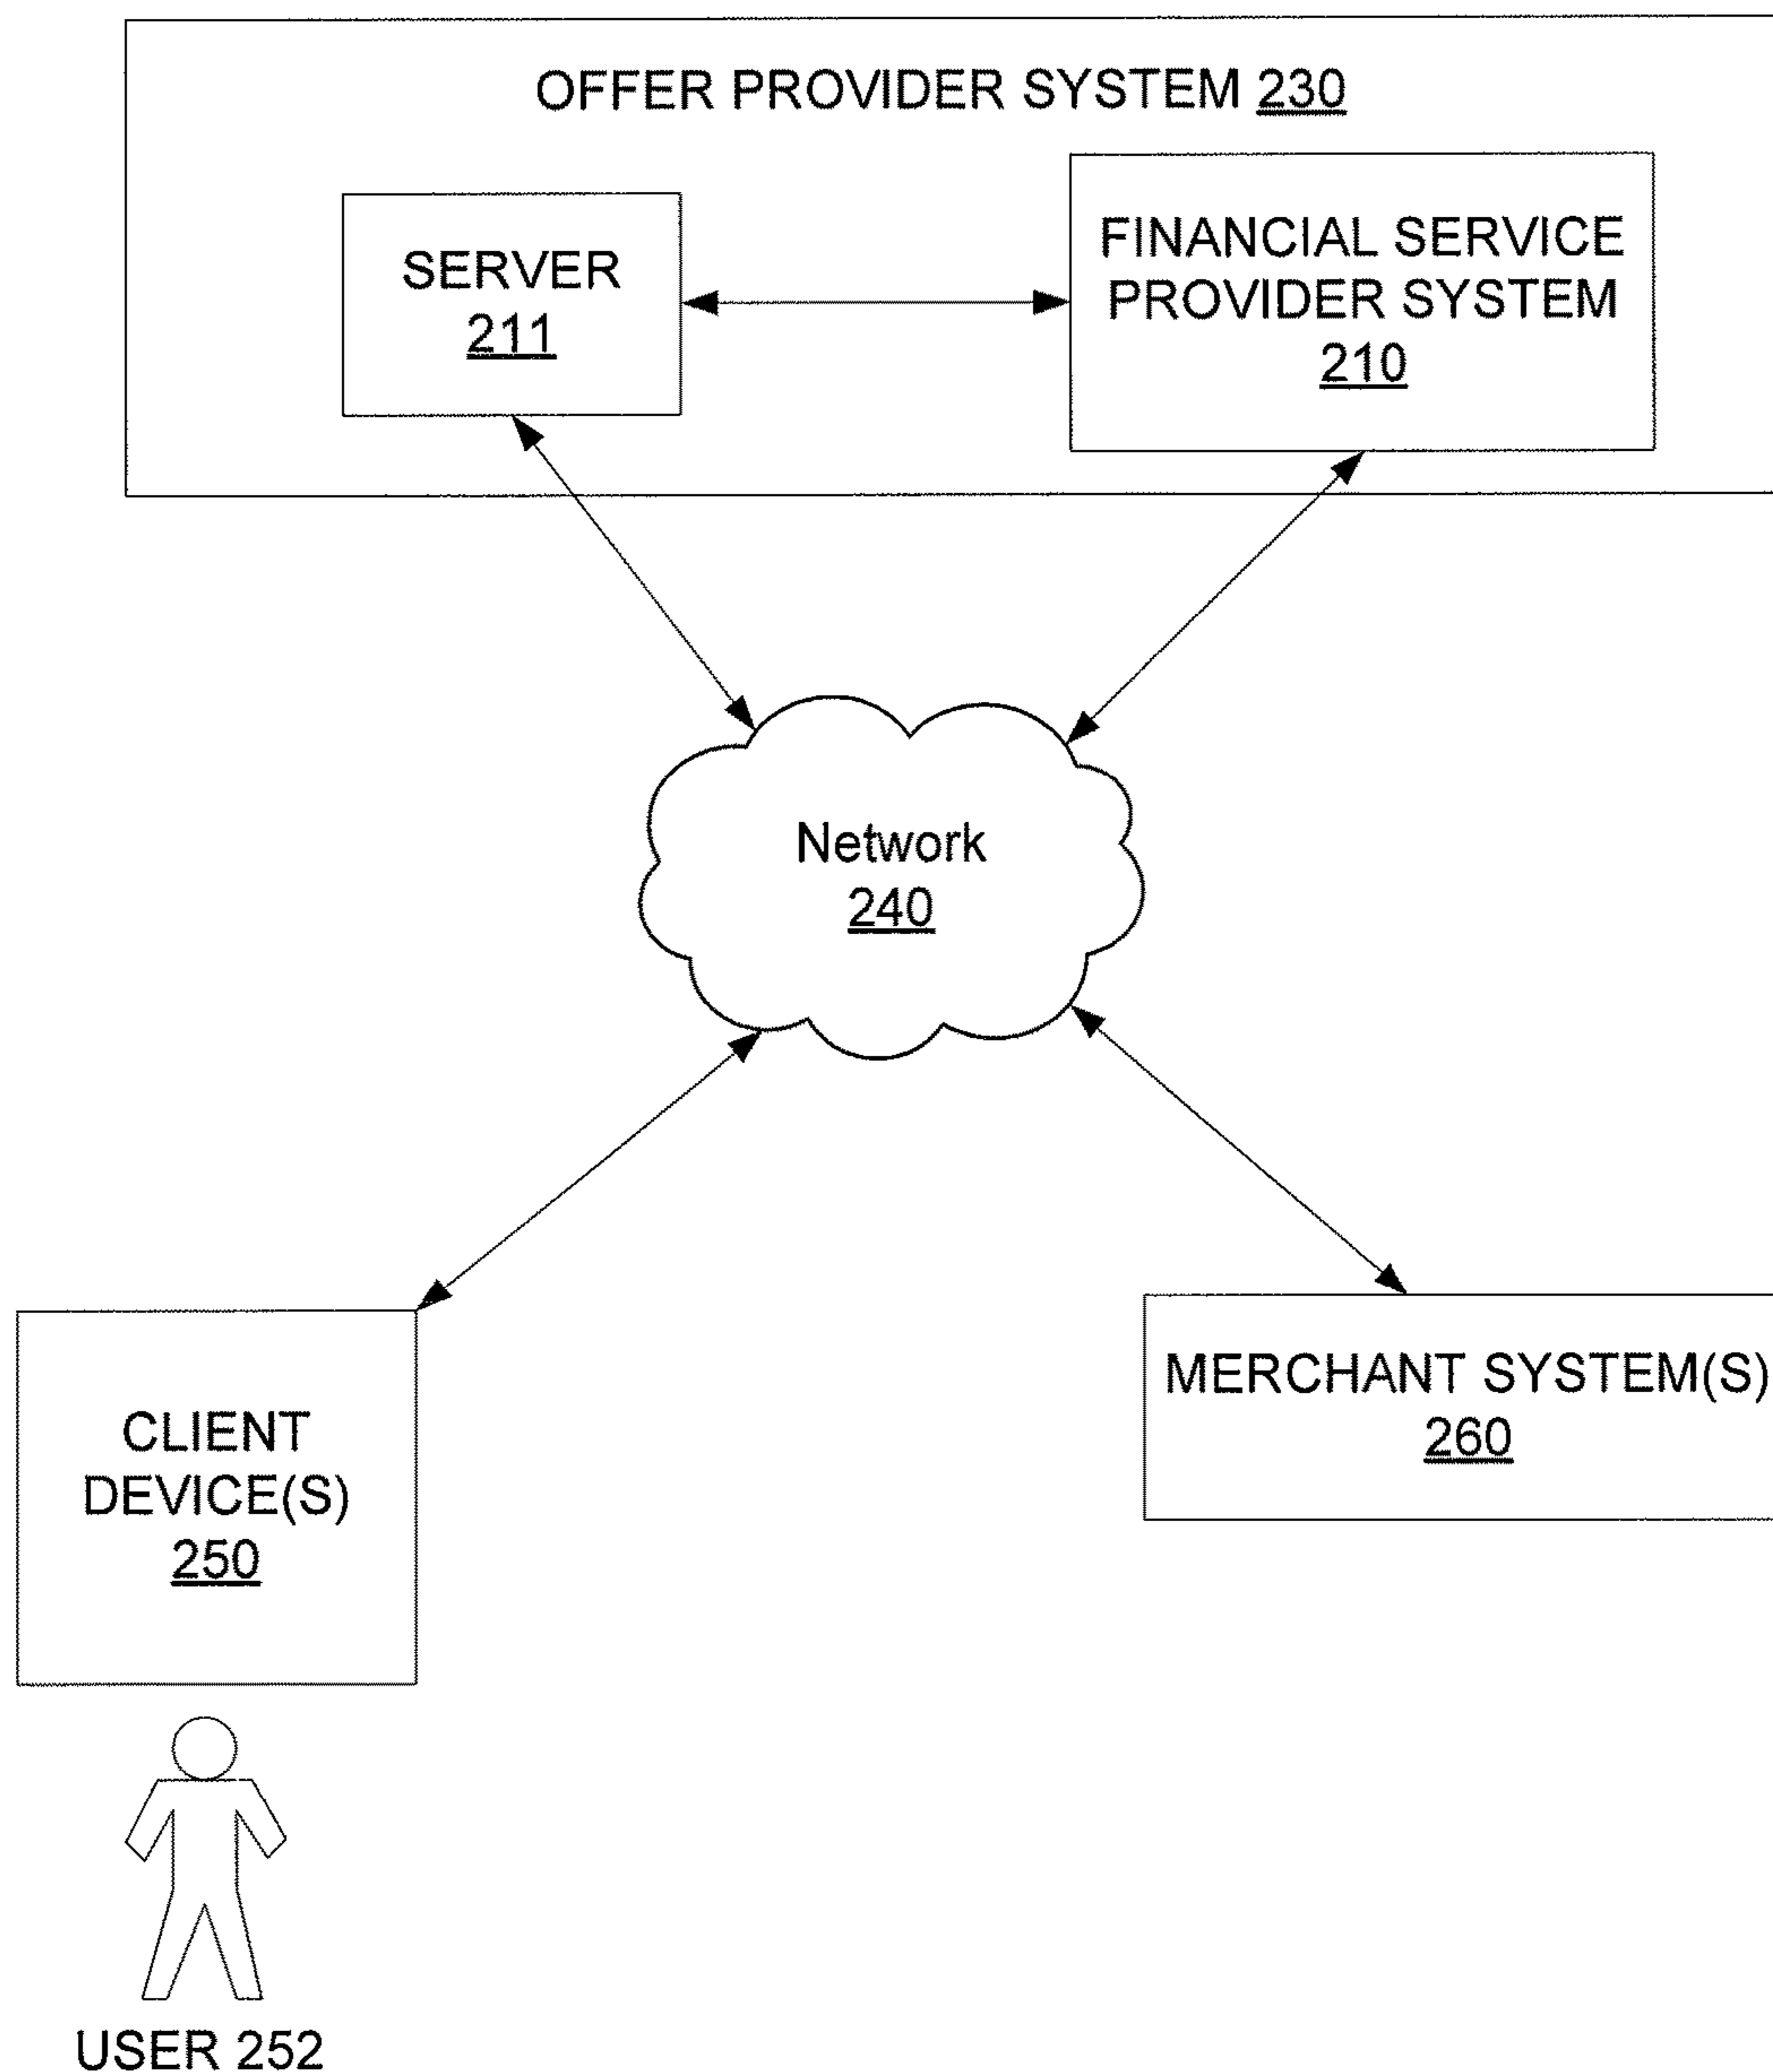 OFFER PROVIDER SYSTEM 230
SERVER
211
FINANCIAL SERVICE
PROVIDER SYSTEM
210
Network
240
CLIENT
DEVICE(S)
250
MERCHANT SYSTEM(S)
260
USER 252